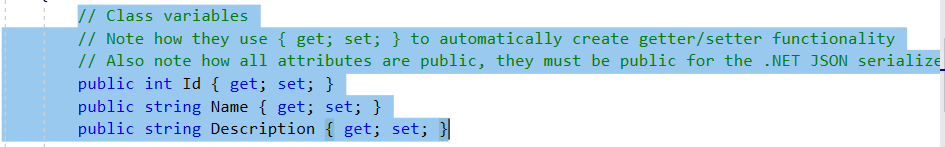 {
// Class variables
// Note how they use { get; set; } to automatically create getter/setter functionality
// Also note how all attributes are public, they must be public for the .NET JSON serialize
public int Id { get; set; }
public string Name { get; set; }
public string Description { get; set; }